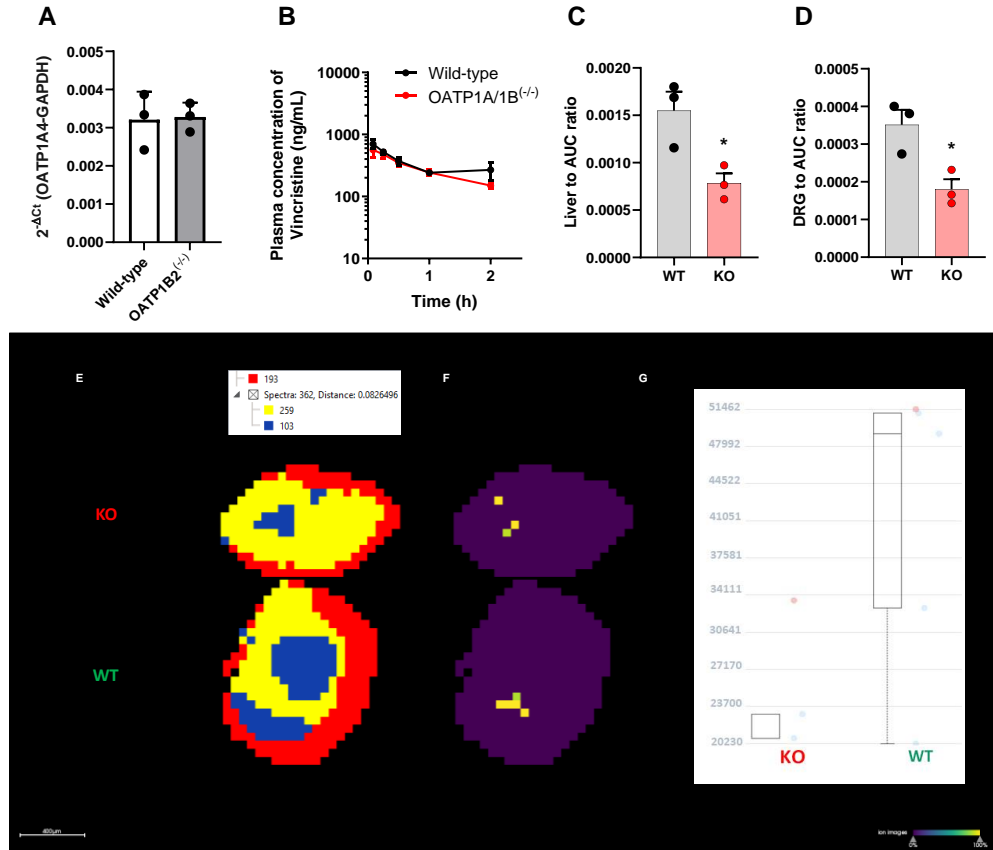 A
B
C
D
2^-ΔCt (OATP1A4-GAPDH)
0.005
0.004
0.003
0.002
0.001
0.000
Wild-type
OATP1B2(-/-)
Plasma concentration of
Vincristine (ng/mL)
10000
1000
100
10
0
1
2
Time (h)
Wild-type
OATP1A/1B(-/-)
Liver to AUC ratio
0.0020
0.0015
0.0010
0.0005
0.0000
*
WT
KO
DRG to AUC ratio
0.0005
0.0004
0.0003
0.0002
0.0001
0.0000
*
WT
KO
E
F
G
193
Spectra: 362, Distance: 0.0826496
259
103
KO
WT
51462
47992
44522
41051
37581
34111
30641
27170
23700
20230
KO
WT
400µm
Ion images
0%
100%